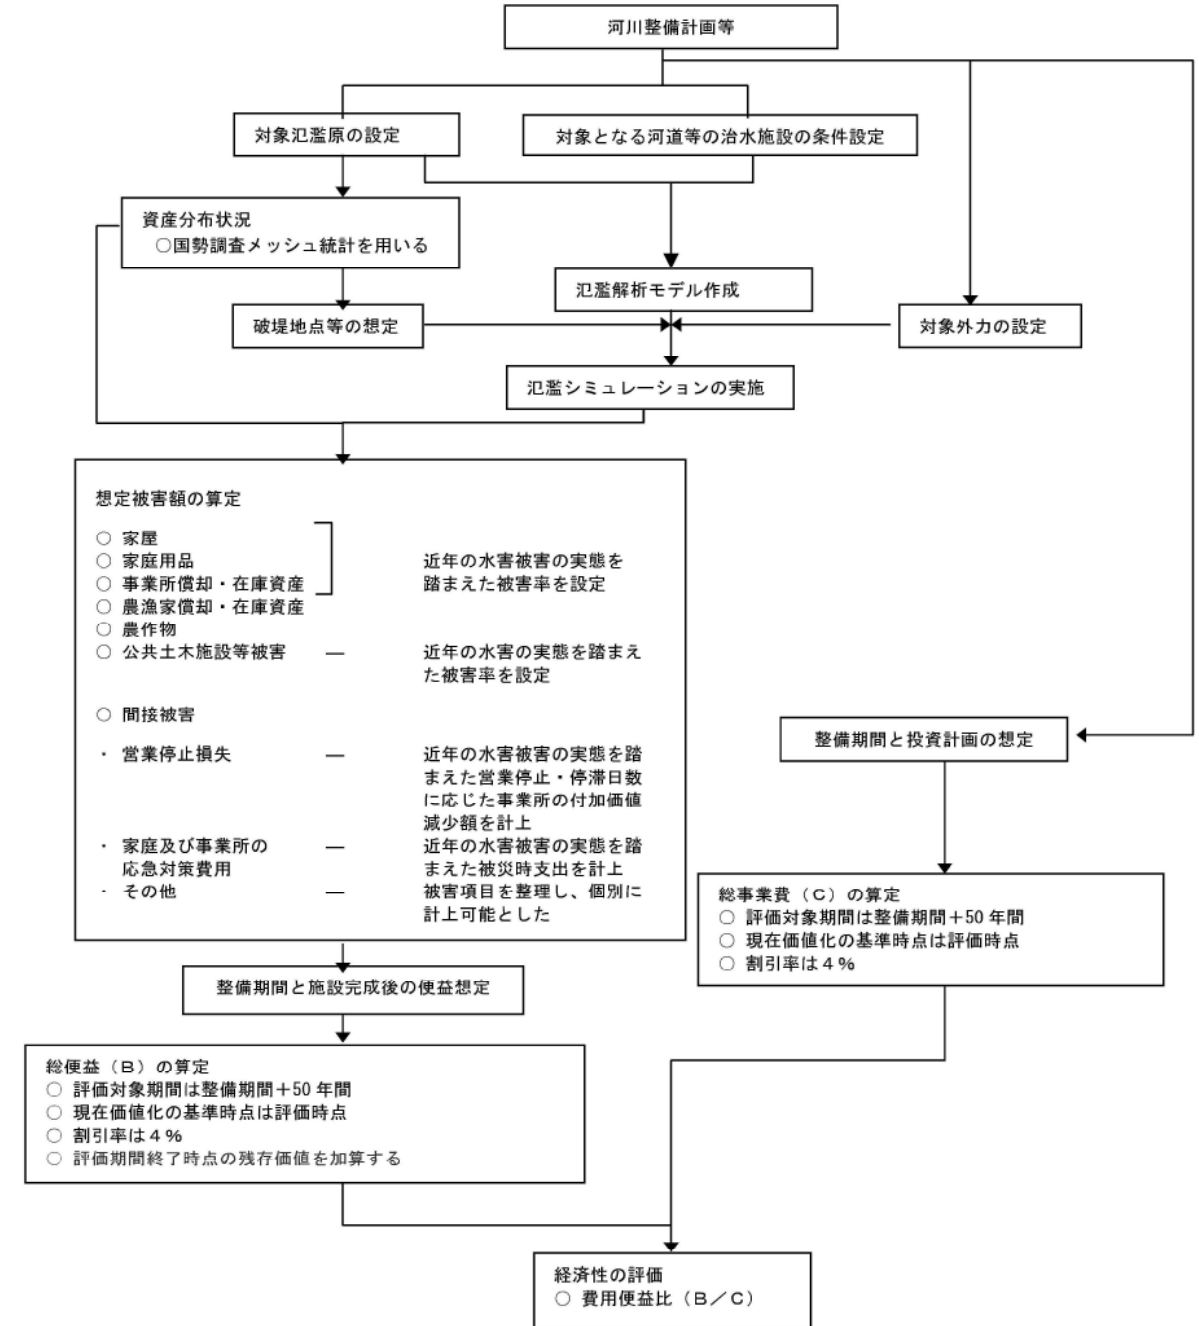 河川整備計画等
対象氾濫原の設定
対象となる河道等の治水施設の条件設定
資産分布状況
○国勢調査メッシュ統計を用いる
氾濫解析モデル作成
破堤地点等の想定
対象外力の設定
氾濫シミュレーションの実施
想定被害額の算定
○ 家屋
○ 家庭用品
○ 事業所償却・在庫資産
近年の水害被害の実態を
踏まえた被害率を設定
○ 農漁家償却・在庫資産
○ 農作物
○ 公共土木施設等被害 ― 近年の水害の実態を踏まえ
た被害率を設定
○ 間接被害
・ 営業停止損失 ― 近年の水害被害の実態を踏
まえた営業停止・停滞日数
に応じた事業所の付加価値
減少額を計上
・ 家庭及び事業所の ― 近年の水害被害の実態を踏
応急対策費用 まえた被災時支出を計上
・ その他 ― 被害項目を整理し、個別に
計上可能とした
整備期間と投資計画の想定
総事業費（C）の算定
○ 評価対象期間は整備期間＋50 年間
○ 現在価値化の基準時点は評価時点
○ 割引率は４％
整備期間と施設完成後の便益想定
総便益（B）の算定
○ 評価対象期間は整備期間＋50 年間
○ 現在価値化の基準時点は評価時点
○ 割引率は４％
○ 評価期間終了時点の残存価値を加算する
経済性の評価
○ 費用便益比（B／C）